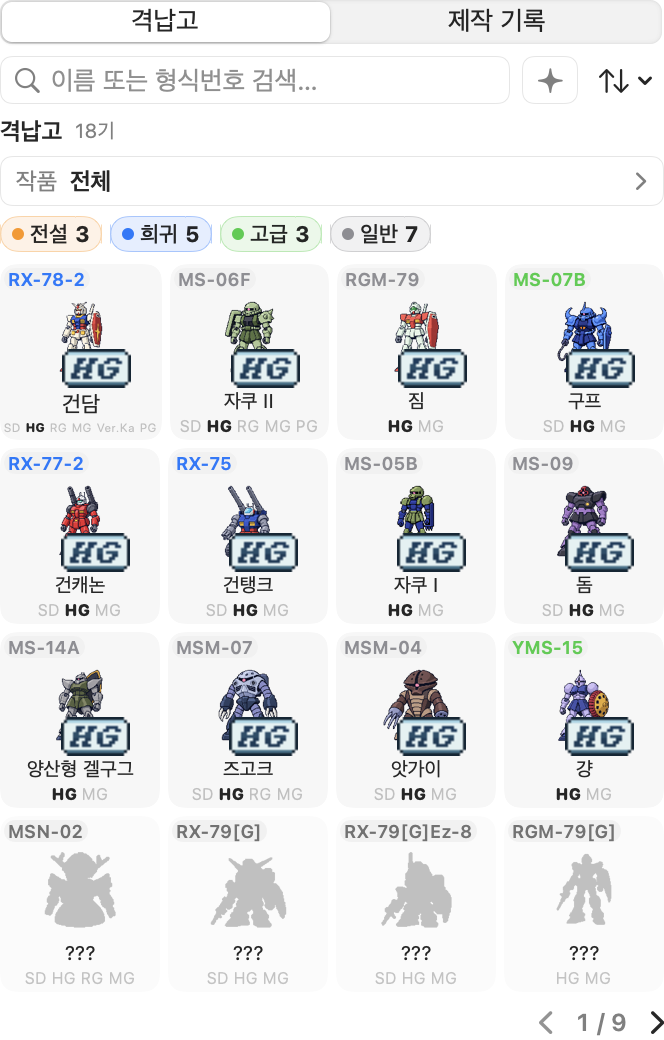 격납고 제작 기록
이름 또는 형식번호 검색...
격납고 18기
작품 전체
전설 3 희귀 5 고급 3 일반 7
RX-78-2 MS-06F RGM-79 MS-07B
HG HG HG HG
건담 자쿠 II 짐 구프
SD HG RG MG Ver.Ka PG SD HG RG MG PG HG MG SD HG MG
RX-77-2 RX-75 MS-05B MS-09
HG HG HG HG
건캐논 건탱크 자쿠 I 돔
SD HG MG SD HG MG HG MG SD HG MG
MS-14A MSM-07 MSM-04 YMS-15
HG HG HG HG
양산형 겔구그 즈고크 앗가이 걍
HG MG SD HG RG MG SD HG MG HG MG
MSN-02 RX-79[G] RX-79[G]Ez-8 RGM-79[G]
??? ??? ??? ???
SD HG RG MG SD HG MG SD HG MG HG MG
1 / 9